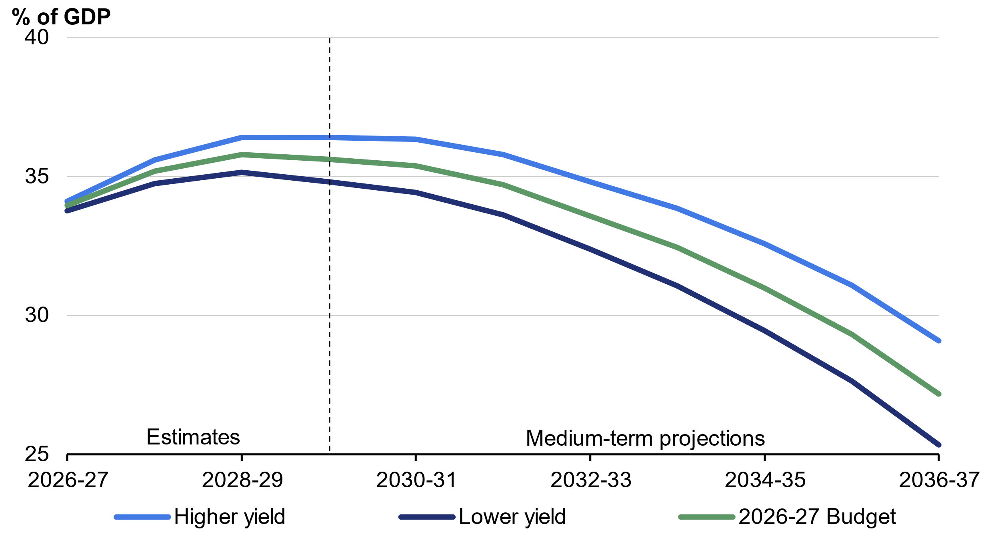 % of GDP
40
35
30
25
Estimates
Medium-term projections
2026-27
2028-29
2030-31
2032-33
2034-35
2036-37
Higher yield
Lower yield
2026-27 Budget